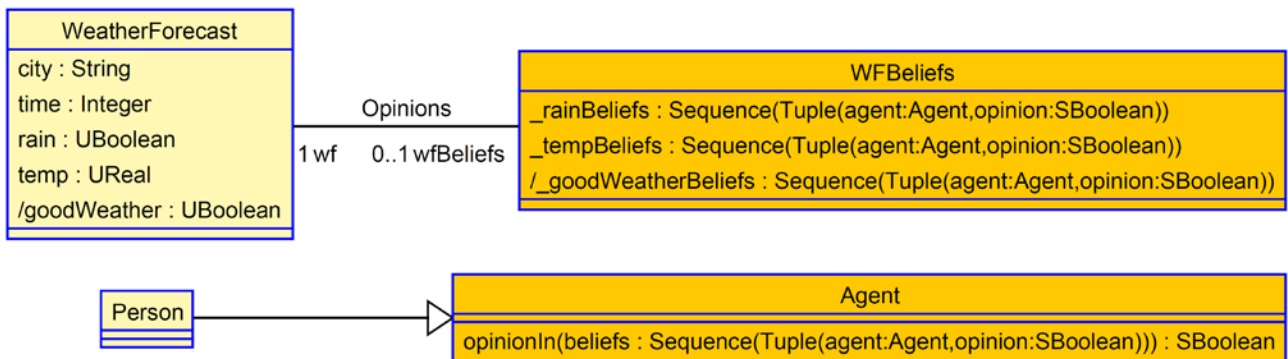 WeatherForecast
city : String
time : Integer
rain : UBoolean
temp : UReal
/goodWeather : UBoolean
Opinions
1 wf 0..1 wfBeliefs
WFBeliefs
_rainBeliefs : Sequence(Tuple(agent:Agent,opinion:SBoolean))
_tempBeliefs : Sequence(Tuple(agent:Agent,opinion:SBoolean))
/_goodWeatherBeliefs : Sequence(Tuple(agent:Agent,opinion:SBoolean))
Person
Agent
opinionIn(beliefs : Sequence(Tuple(agent:Agent,opinion:SBoolean))) : SBoolean